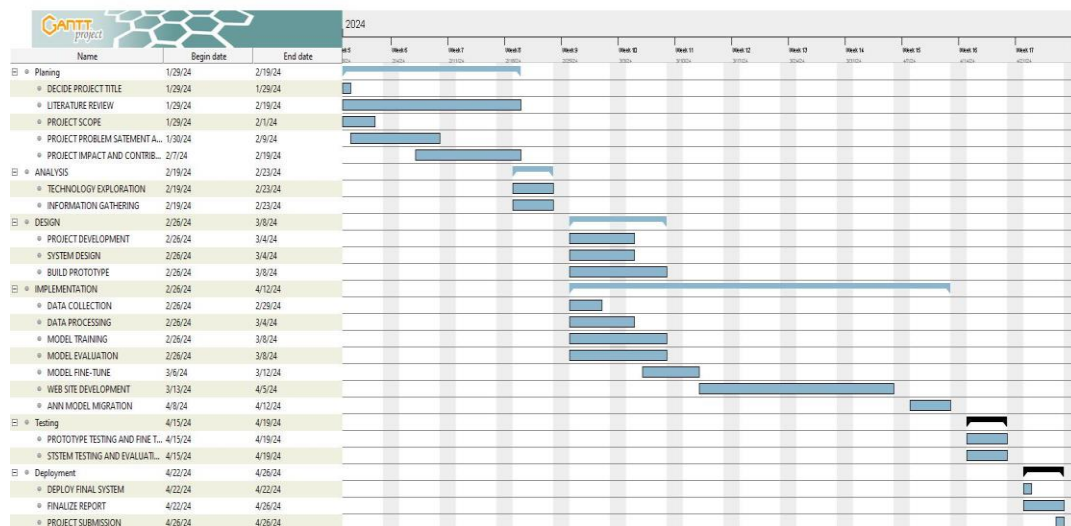 GANTT project
2024
Name Begin date End date
Week 6 Week 7 Week 8 Week 9 Week 10 Week 11 Week 12 Week 13 Week 14 Week 15 Week 16 Week 17
Planing 1/29/24 2/19/24
DECIDE PROJECT TITLE 1/29/24 1/29/24
LITERATURE REVIEW 1/29/24 2/19/24
PROJECT SCOPE 1/29/24 2/1/24
PROJECT PROBLEM SATEMENT A... 1/30/24 2/9/24
PROJECT IMPACT AND CONTRIB... 2/7/24 2/19/24
ANALYSIS 2/19/24 2/23/24
TECHNOLOGY EXPLORATION 2/19/24 2/23/24
INFORMATION GATHERING 2/19/24 2/23/24
DESIGN 2/26/24 3/8/24
PROJECT DEVELOPMENT 2/26/24 3/4/24
SYSTEM DESIGN 2/26/24 3/4/24
BUILD PROTOTYPE 2/26/24 3/8/24
IMPLEMENTATION 2/26/24 4/12/24
DATA COLLECTION 2/26/24 2/29/24
DATA PROCESSING 2/26/24 3/4/24
MODEL TRAINING 2/26/24 3/8/24
MODEL EVALUATION 2/26/24 3/8/24
MODEL FINE-TUNE 3/6/24 3/12/24
WEB SITE DEVELOPMENT 3/13/24 4/5/24
ANN MODEL MIGRATION 4/8/24 4/12/24
Testing 4/15/24 4/19/24
PROTOTYPE TESTING AND FINE T... 4/15/24 4/19/24
STSTEM TESTING AND EVALUATI... 4/15/24 4/19/24
Deployment 4/22/24 4/26/24
DEPLOY FINAL SYSTEM 4/22/24 4/22/24
FINALIZE REPORT 4/22/24 4/26/24
PROJECT SUBMISSION 4/26/24 4/26/24